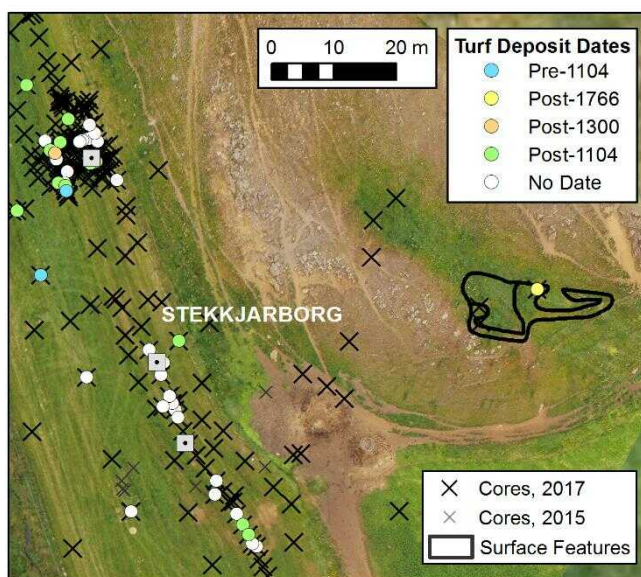 0 20 m
Turf Deposit Dates
Pre-1104
Post-1766
Post-1300
Post-1104
No Date
STEKKJARBORG
Cores, 2017
Cores, 2015
Surface Features